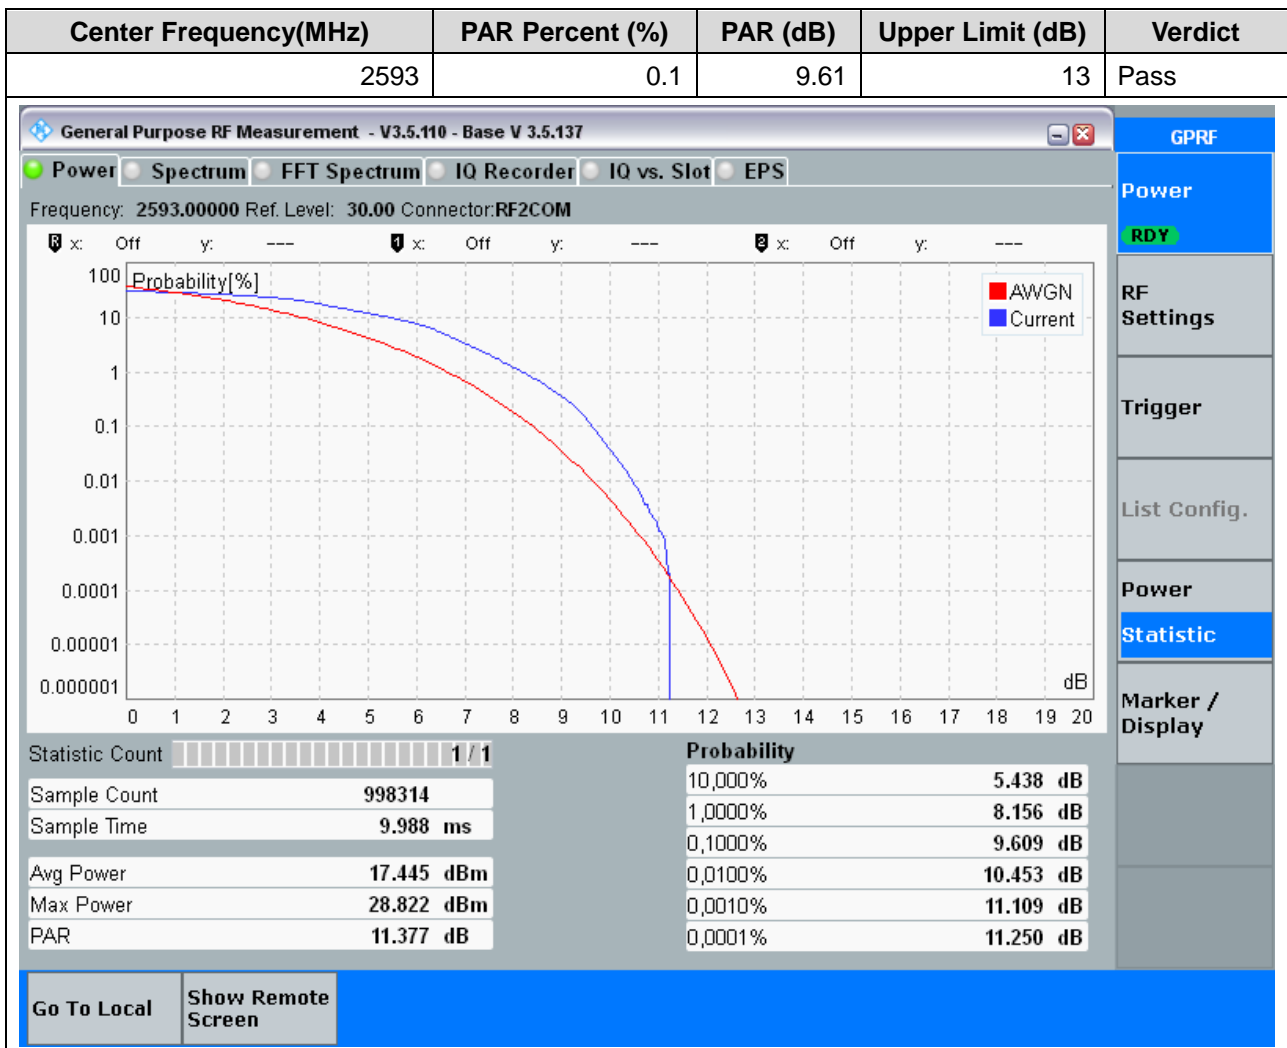 Center Frequency(MHz) PAR Percent (%) PAR (dB) Upper Limit (dB) Verdict
2593 0.1 9.61 13 Pass
General Purpose RF Measurement - V3.5.110 - Base V 3.5.137
GPRF
Power Spectrum FFT Spectrum IQ Recorder IQ vs. Slot EPS
Frequency: 2593.00000 Ref. Level: 30.00 Connector:RF2COM
R x: Off y: --- 1 x: Off y: --- 2 x: Off y: ---
Probability[%]
100
10
1
0.1
0.01
0.001
0.0001
0.00001
0.000001
AWGN
Current
dB
0 1 2 3 4 5 6 7 8 9 10 11 12 13 14 15 16 17 18 19 20
Statistic Count 1 / 1
Sample Count 998314
Sample Time 9.988 ms
Avg Power 17.445 dBm
Max Power 28.822 dBm
PAR 11.377 dB
Probability
10,000% 5.438 dB
1,0000% 8.156 dB
0,1000% 9.609 dB
0,0100% 10.453 dB
0,0010% 11.109 dB
0,0001% 11.250 dB
Power
RDY
RF
Settings
Trigger
List Config.
Power
Statistic
Marker /
Display
Go To Local
Show Remote
Screen